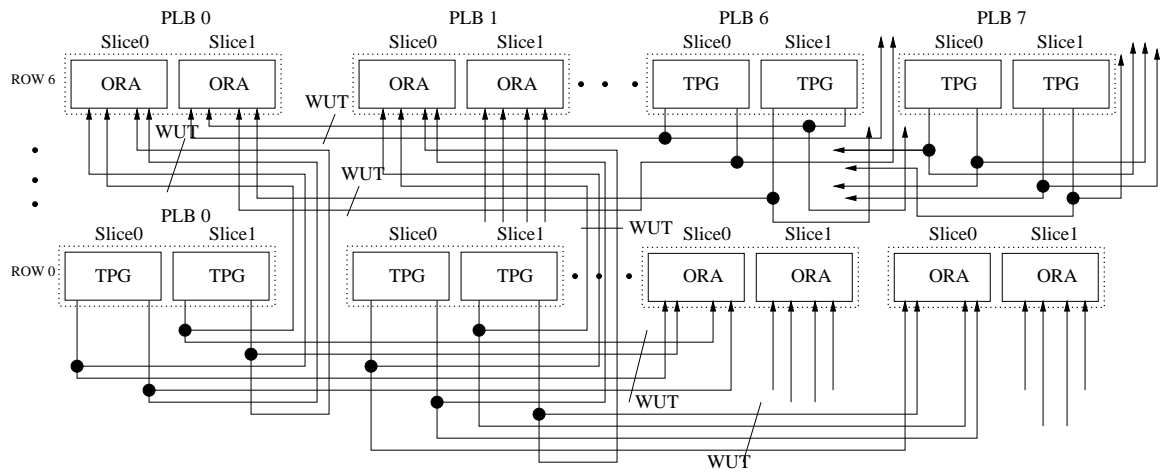 PLB 0 PLB 1 PLB 6 PLB 7
Slice0 Slice1 Slice0 Slice1 Slice0 Slice1 Slice0 Slice1
ROW 6 ORA ORA ORA ORA TPG TPG TPG TPG
WUT
WUT
WUT
PLB 0
Slice0 Slice1 Slice0 Slice1 WUT Slice0 Slice1 Slice0 Slice1
ROW 0 TPG TPG TPG TPG ORA ORA ORA ORA
WUT
WUT